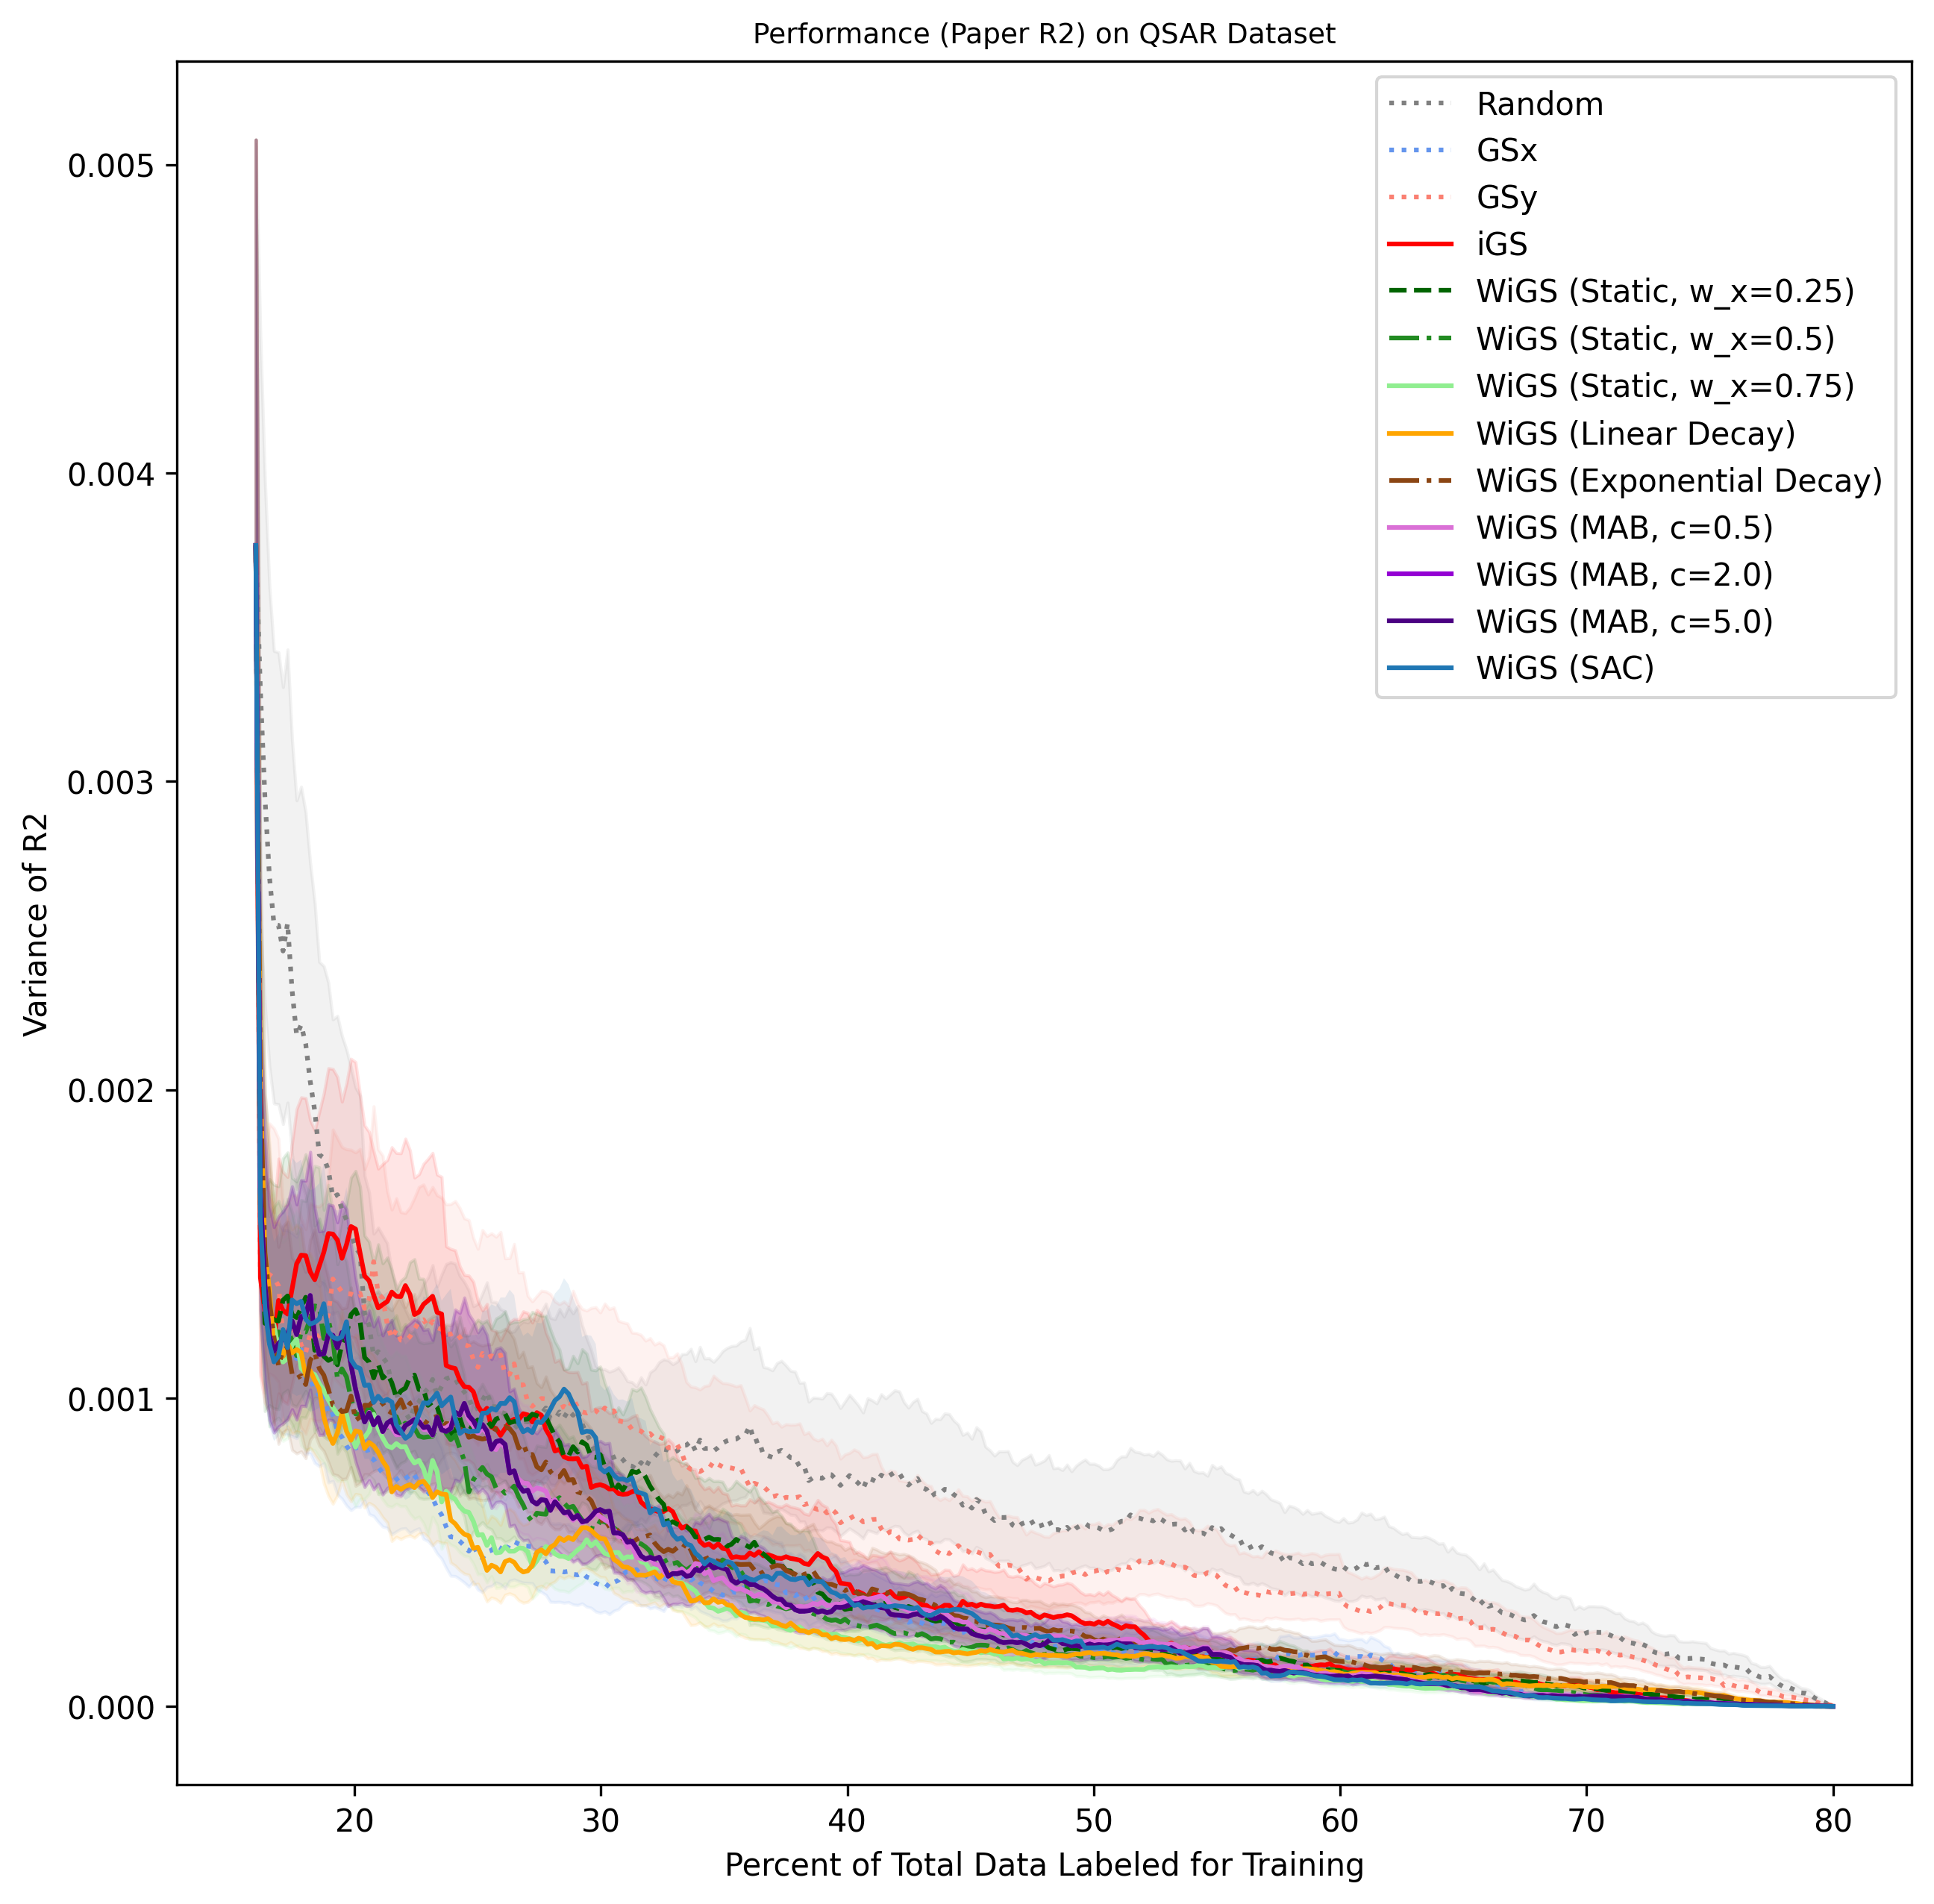 Performance (Paper R2) on QSAR Dataset
Random
GSx
GSy
iGS
WiGS (Static, w_x=0.25)
WiGS (Static, w_x=0.5)
WiGS (Static, w_x=0.75)
WiGS (Linear Decay)
WiGS (Exponential Decay)
WiGS (MAB, c=0.5)
WiGS (MAB, c=2.0)
WiGS (MAB, c=5.0)
WiGS (SAC)
Variance of R2
0.005
0.004
0.003
0.002
0.001
0.000
20 30 40 50 60 70 80
Percent of Total Data Labeled for Training